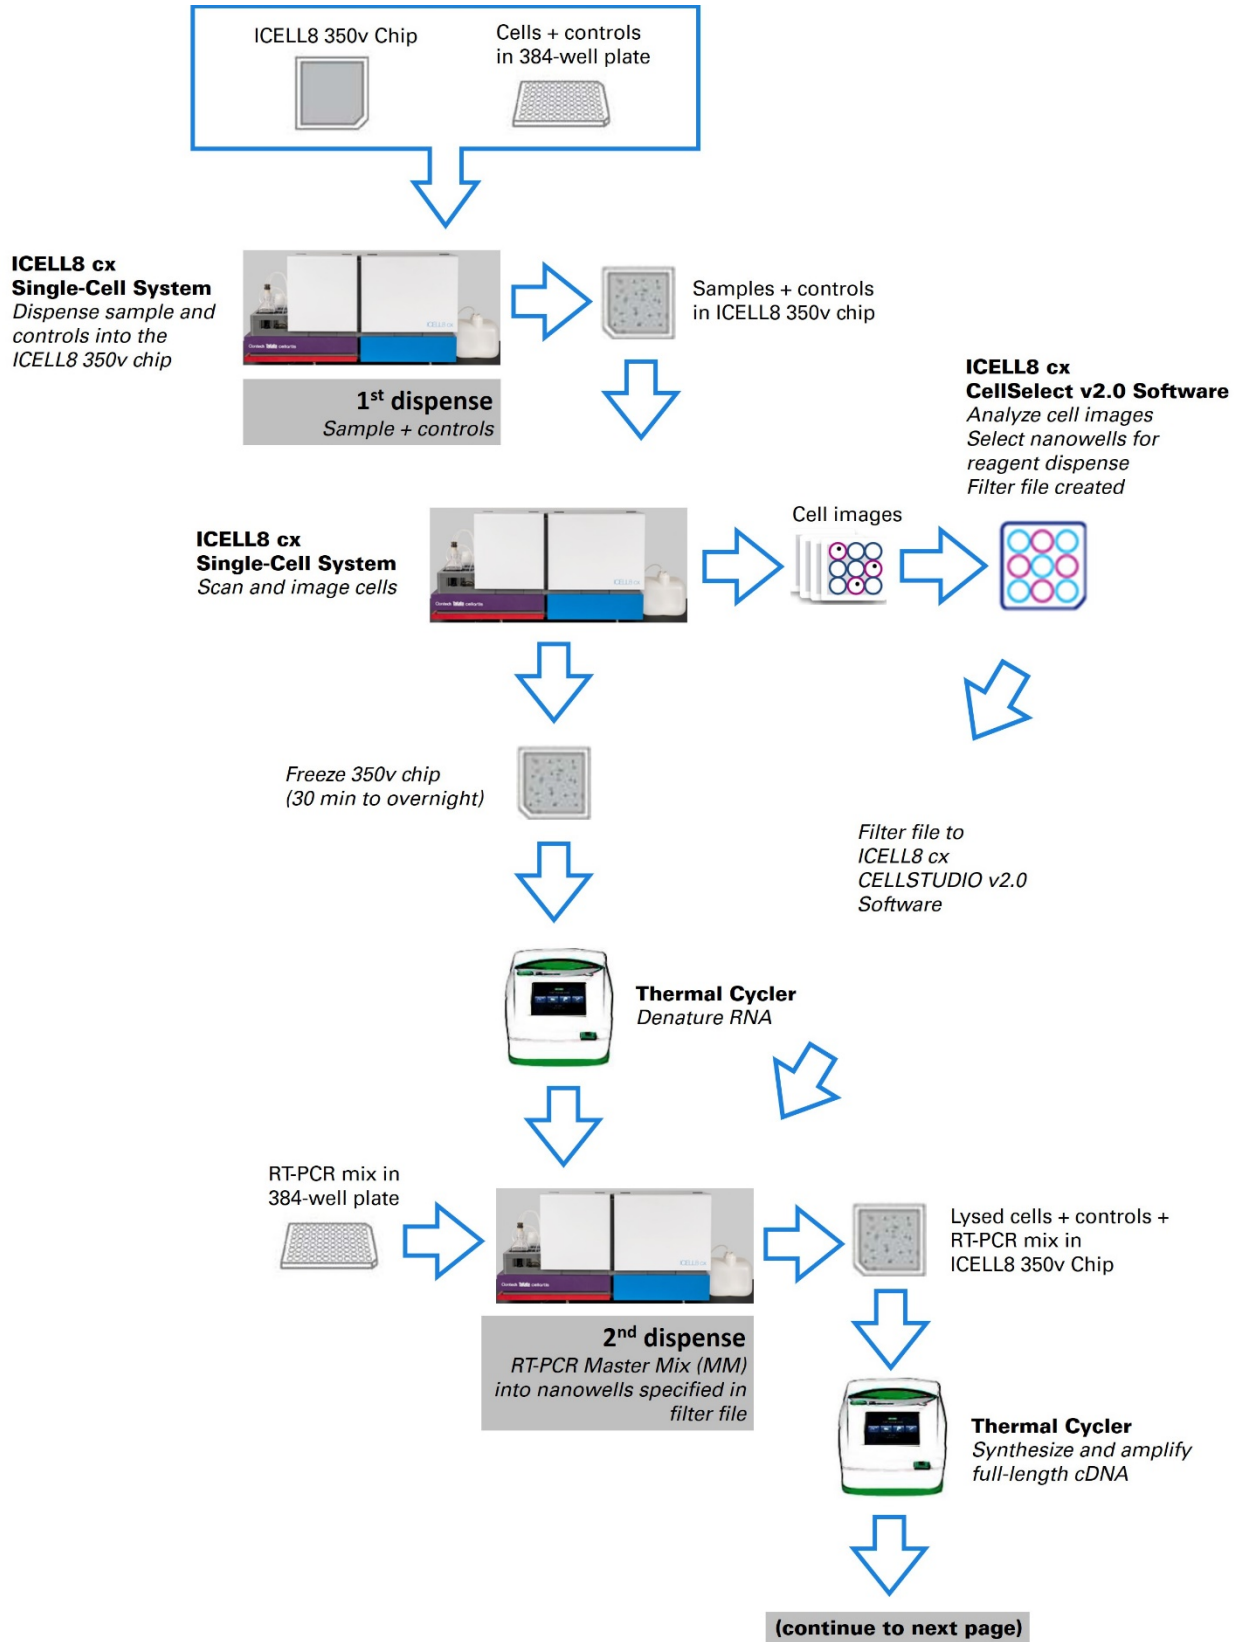 ICELL8 350v Chip
Cells + controls
in 384-well plate
ICELL8 cx
Single-Cell System
Dispense sample and
controls into the
ICELL8 350v chip
ICELL8 cx
1st dispense
Sample + controls
Samples + controls
in ICELL8 350v chip
ICELL8 cx
CellSelect v2.0 Software
Analyze cell images
Select nanowells for
reagent dispense
Filter file created
ICELL8 cx
Single-Cell System
Scan and image cells
ICELL8 cx
Cell images
Freeze 350v chip
(30 min to overnight)
Filter file to
ICELL8 cx
CELLSTUDIO v2.0
Software
Thermal Cycler
Denature RNA
RT-PCR mix in
384-well plate
ICELL8 cx
2nd dispense
RT-PCR Master Mix (MM)
into nanowells specified in
filter file
Lysed cells + controls +
RT-PCR mix in
ICELL8 350v Chip
Thermal Cycler
Synthesize and amplify
full-length cDNA
(continue to next page)